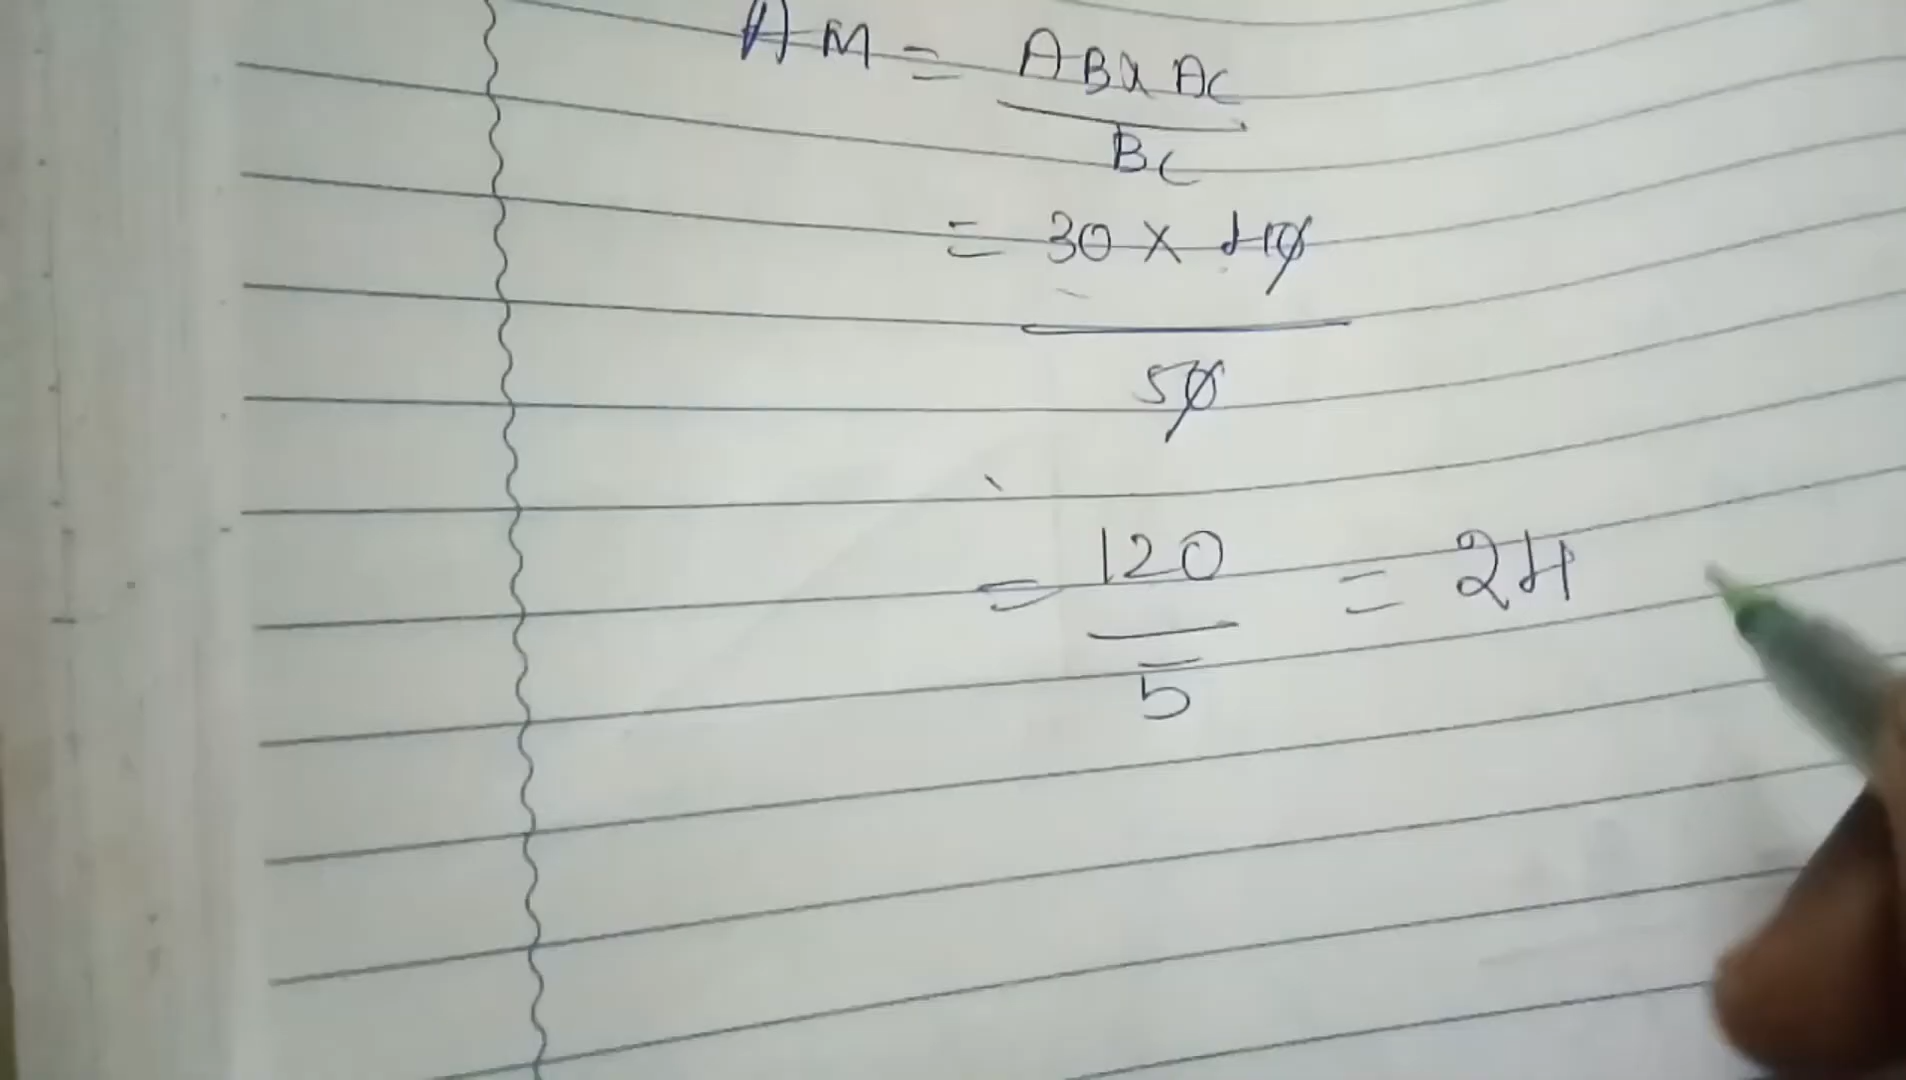 AM = AB x AC
BC
= 30 x 40
50
= 120 = 24
5